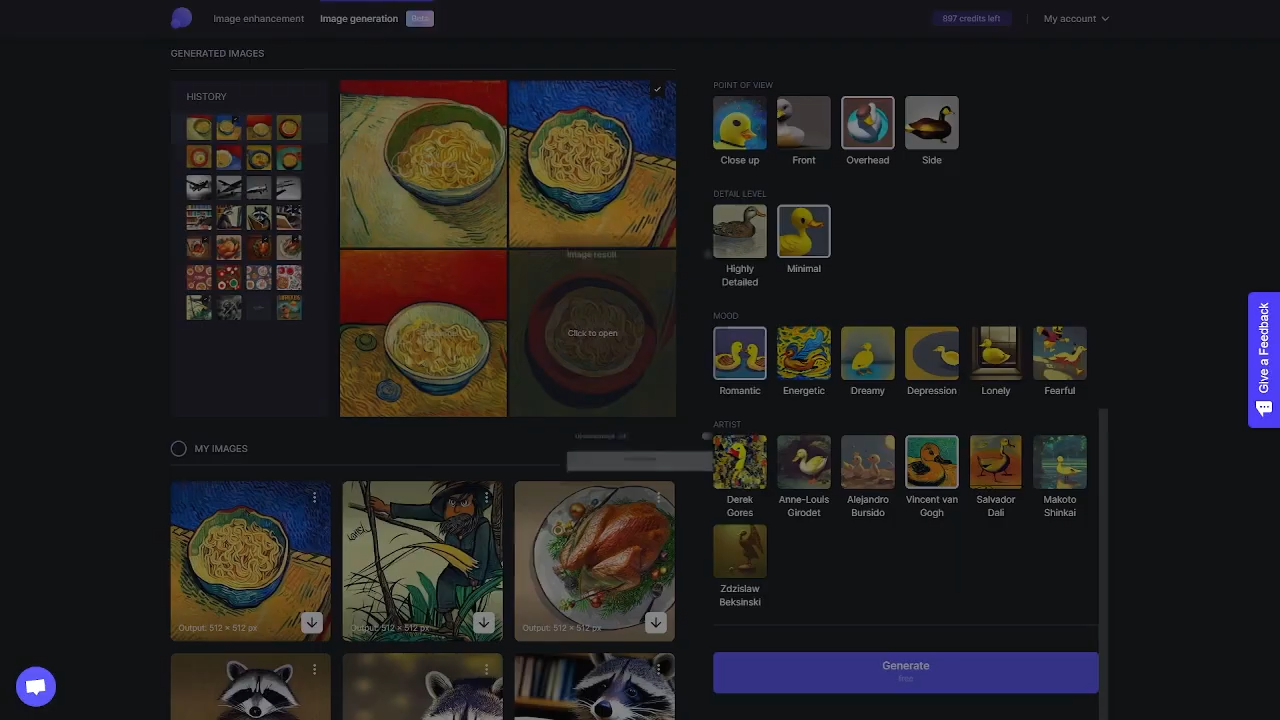 Image enhancement
Image generation
Beta
897 credits left
My account
GENERATED IMAGES
HISTORY
Image result
Click to open
POINT OF VIEW
Close up
Front
Overhead
Side
DETAIL LEVEL
Highly
Detailed
Minimal
MOOD
Romantic
Energetic
Dreamy
Depression
Lonely
Fearful
ARTIST
Derek
Gores
Anne-Louis
Girodet
Alejandro
Bursido
Vincent van
Gogh
Salvador
Dali
Makoto
Shinkai
Zdzislaw
Beksinski
Generate
free
MY IMAGES
Output: 512 × 512 px
Output: 512 × 512 px
Output: 512 × 512 px
Give a Feedback